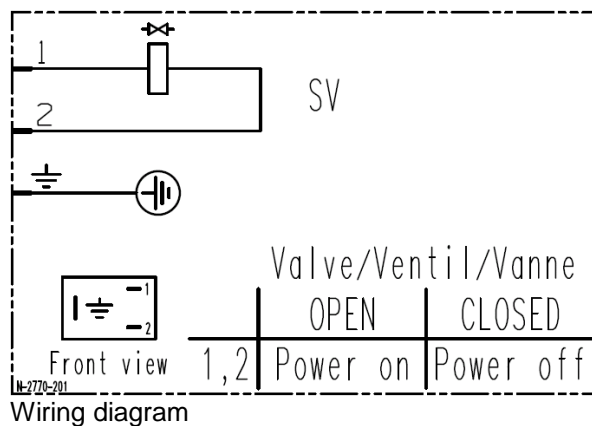 1
SV
2
Valve/Ventil/Vanne
1
OPEN CLOSED
2
Front view 1,2 Power on Power off
N-2770-201
Wiring diagram